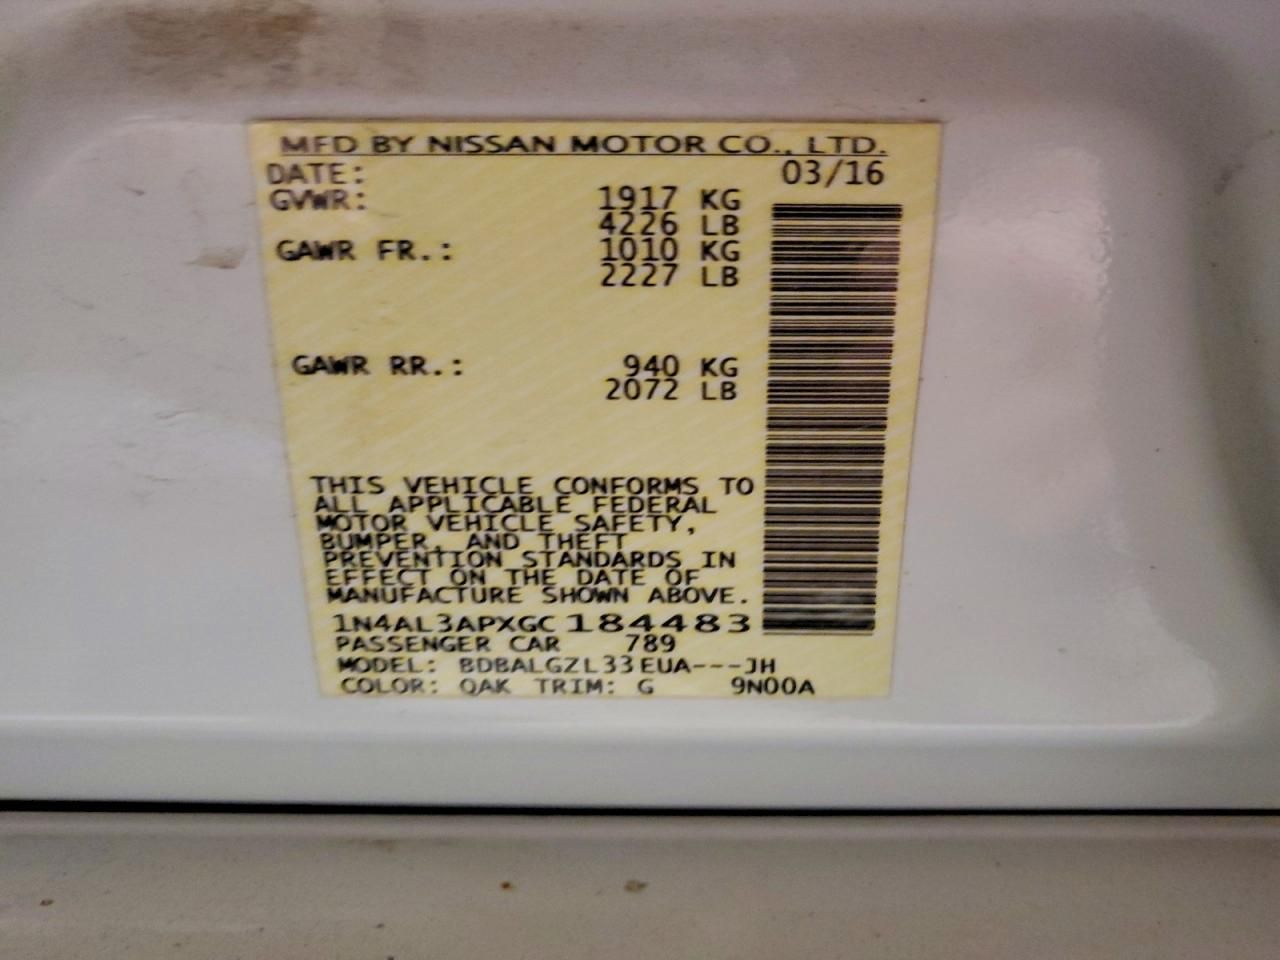 MFD BY NISSAN MOTOR CO., LTD.
DATE: 03/16
GVWR: 1917 KG
4226 LB
GAWR FR.: 1010 KG
2227 LB
GAWR RR.: 940 KG
2072 LB
THIS VEHICLE CONFORMS TO
ALL APPLICABLE FEDERAL
MOTOR VEHICLE SAFETY,
BUMPER, AND THEFT
PREVENTION STANDARDS IN
EFFECT ON THE DATE OF
MANUFACTURE SHOWN ABOVE.
1N4AL3APXGC184483
PASSENGER CAR 789
MODEL: BDBALGZL33EUA---JH
COLOR: QAK TRIM: G 9N00A